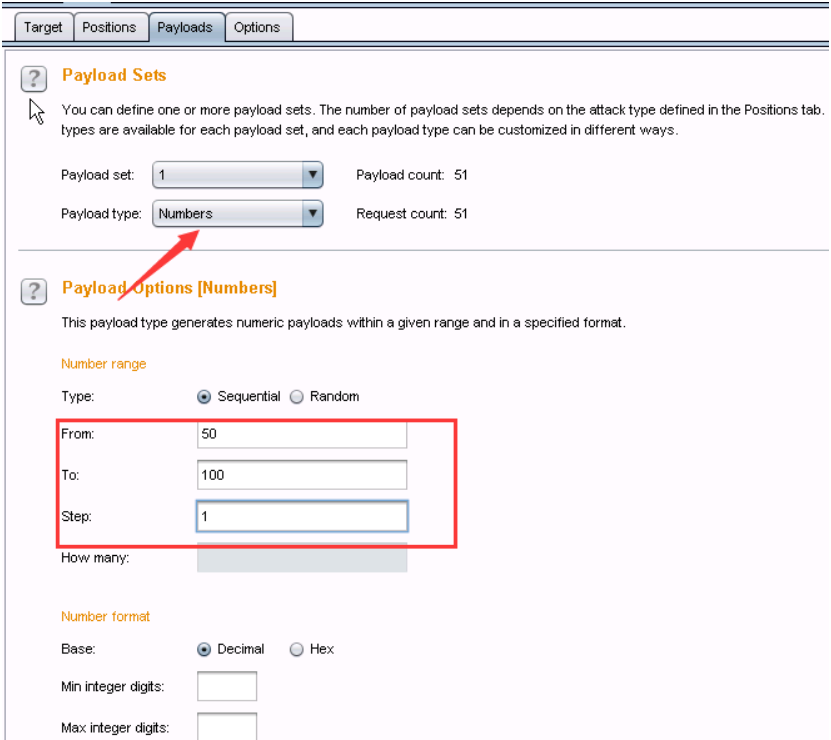 Target Positions Payloads Options
? Payload Sets
You can define one or more payload sets. The number of payload sets depends on the attack type defined in the Positions tab.
types are available for each payload set, and each payload type can be customized in different ways.
Payload set: 1 Payload count: 51
Payload type: Numbers Request count: 51
? Payload Options [Numbers]
This payload type generates numeric payloads within a given range and in a specified format.
Number range
Type: Sequential Random
From: 50
To: 100
Step: 1
How many:
Number format
Base: Decimal Hex
Min integer digits:
Max integer digits: